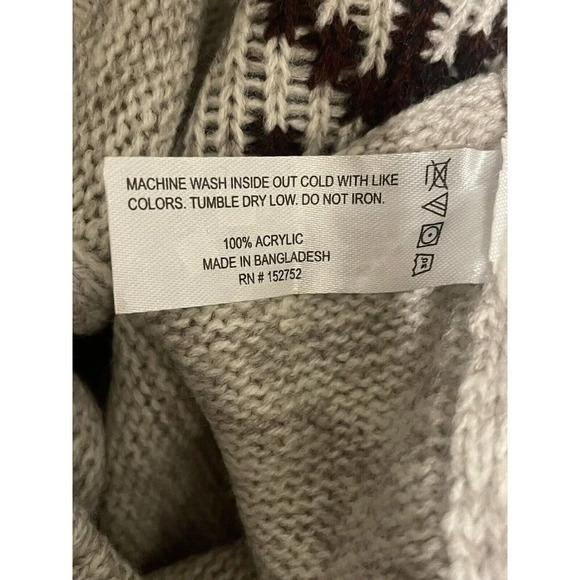 MACHINE WASH INSIDE OUT COLD WITH LIKE
COLORS. TUMBLE DRY LOW. DO NOT IRON.
100% ACRYLIC
MADE IN BANGLADESH
RN # 152752